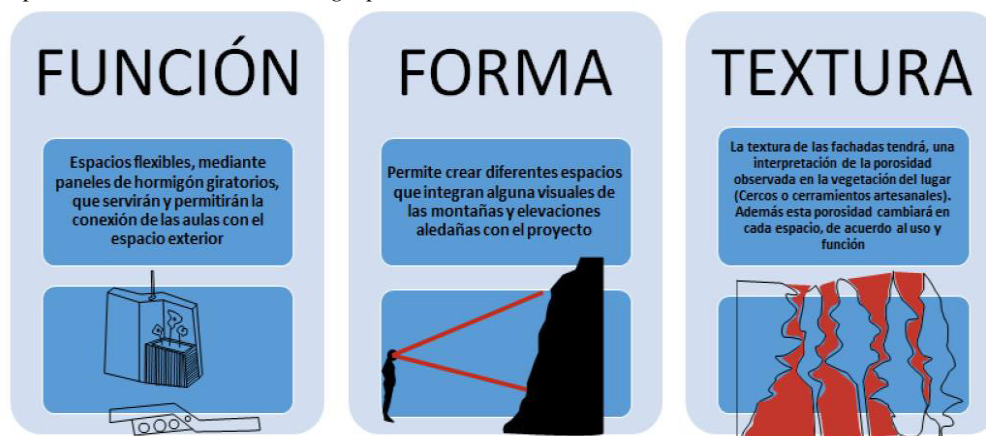 FUNCIÓN
Espacios flexibles, mediante
paneles de hormigón giratorios,
que servirán y permitirán la
conexión de las aulas con el
espacio exterior
FORMA
Permite crear diferentes espacios
que integran alguna visuales de
las montañas y elevaciones
aledañas con el proyecto
TEXTURA
La textura de las fachadas tendrá, una
interpretación de la porosidad
observada en la vegetación del lugar
(Cercos o cerramientos artesanales).
Además esta porosidad cambiará en
cada espacio, de acuerdo al uso y
función